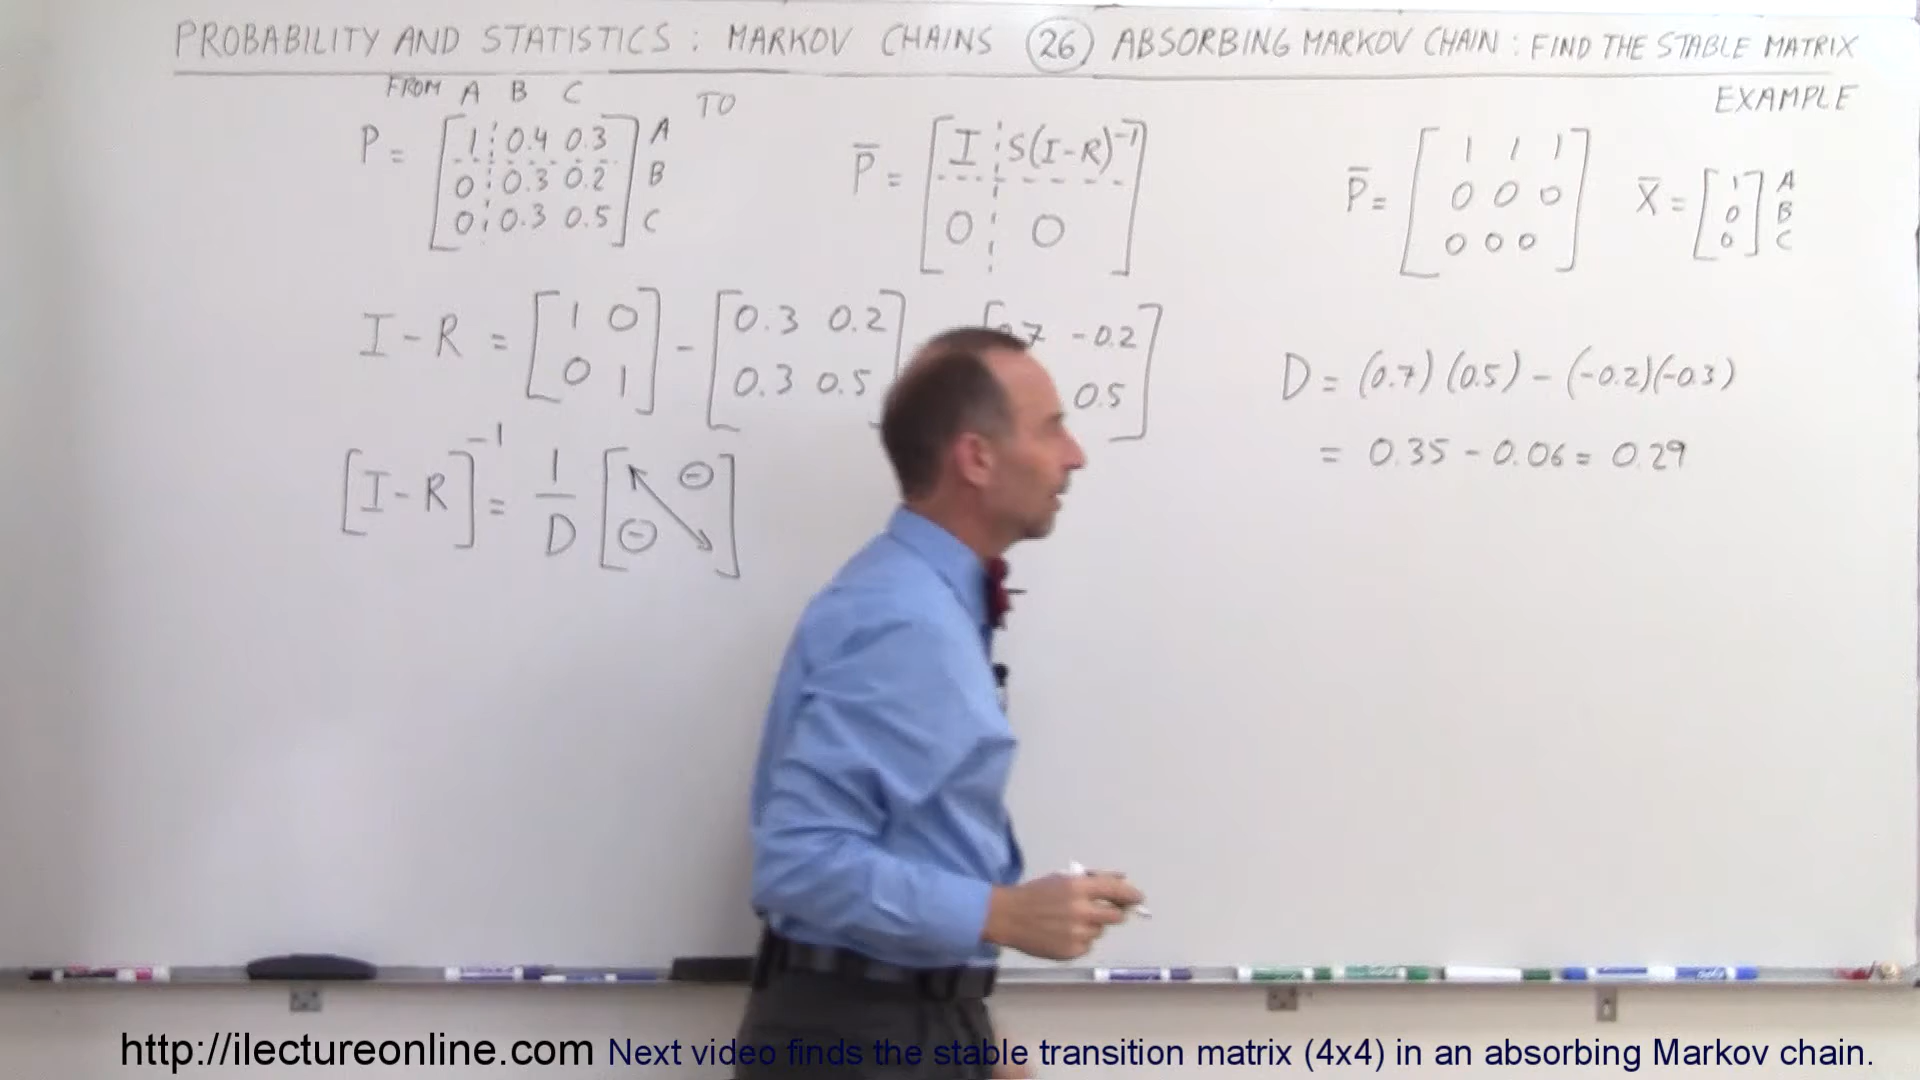 PROBABILITY AND STATISTICS : MARKOV CHAINS 26 ABSORBING MARKOV CHAIN : FIND THE STABLE MATRIX
EXAMPLE
FROM A B C TO
P = [ 1 0.4 0.3 ] A
0 0.3 0.2 B
0 0.3 0.5 C
P̅ = [ I S(I-R)⁻¹ ]
0 0
P̅ = [ 1 1 1 ]
0 0 0
0 0 0
X̅ = [ 1 ] A
0 B
0 C
I - R = [ 1 0 ] - [ 0.3 0.2 ] [ 0.7 -0.2 ]
0 1 0.3 0.5 0.5
D = (0.7)(0.5) - (-0.2)(-0.3)
= 0.35 - 0.06 = 0.29
[I - R]⁻¹ = 1/D [ ⊖ ]
⊖
http://ilectureonline.com Next video finds the stable transition matrix (4x4) in an absorbing Markov chain.